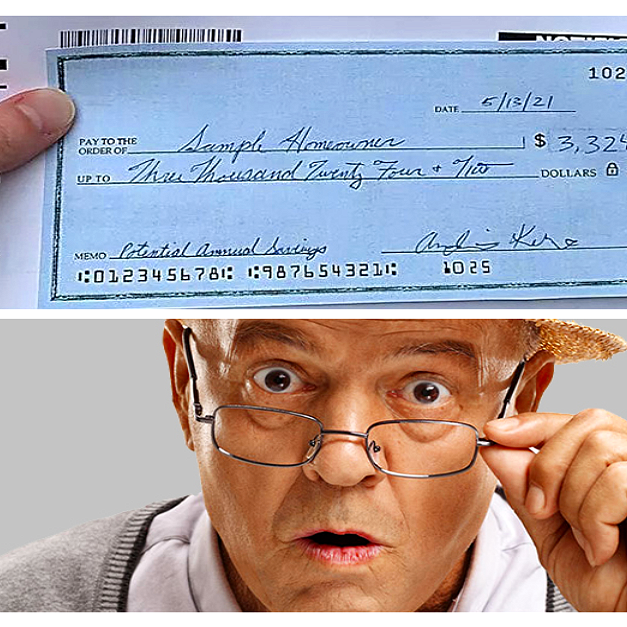 102
DATE 5/13/21
PAY TO THE
ORDER OF Sample Homeowner $ 3,324
UP TO Three Thousand Twenty Four + Two DOLLARS
MEMO Potential Annual Savings
⑆012345678⑆ ⑆987654321⑆ 1025